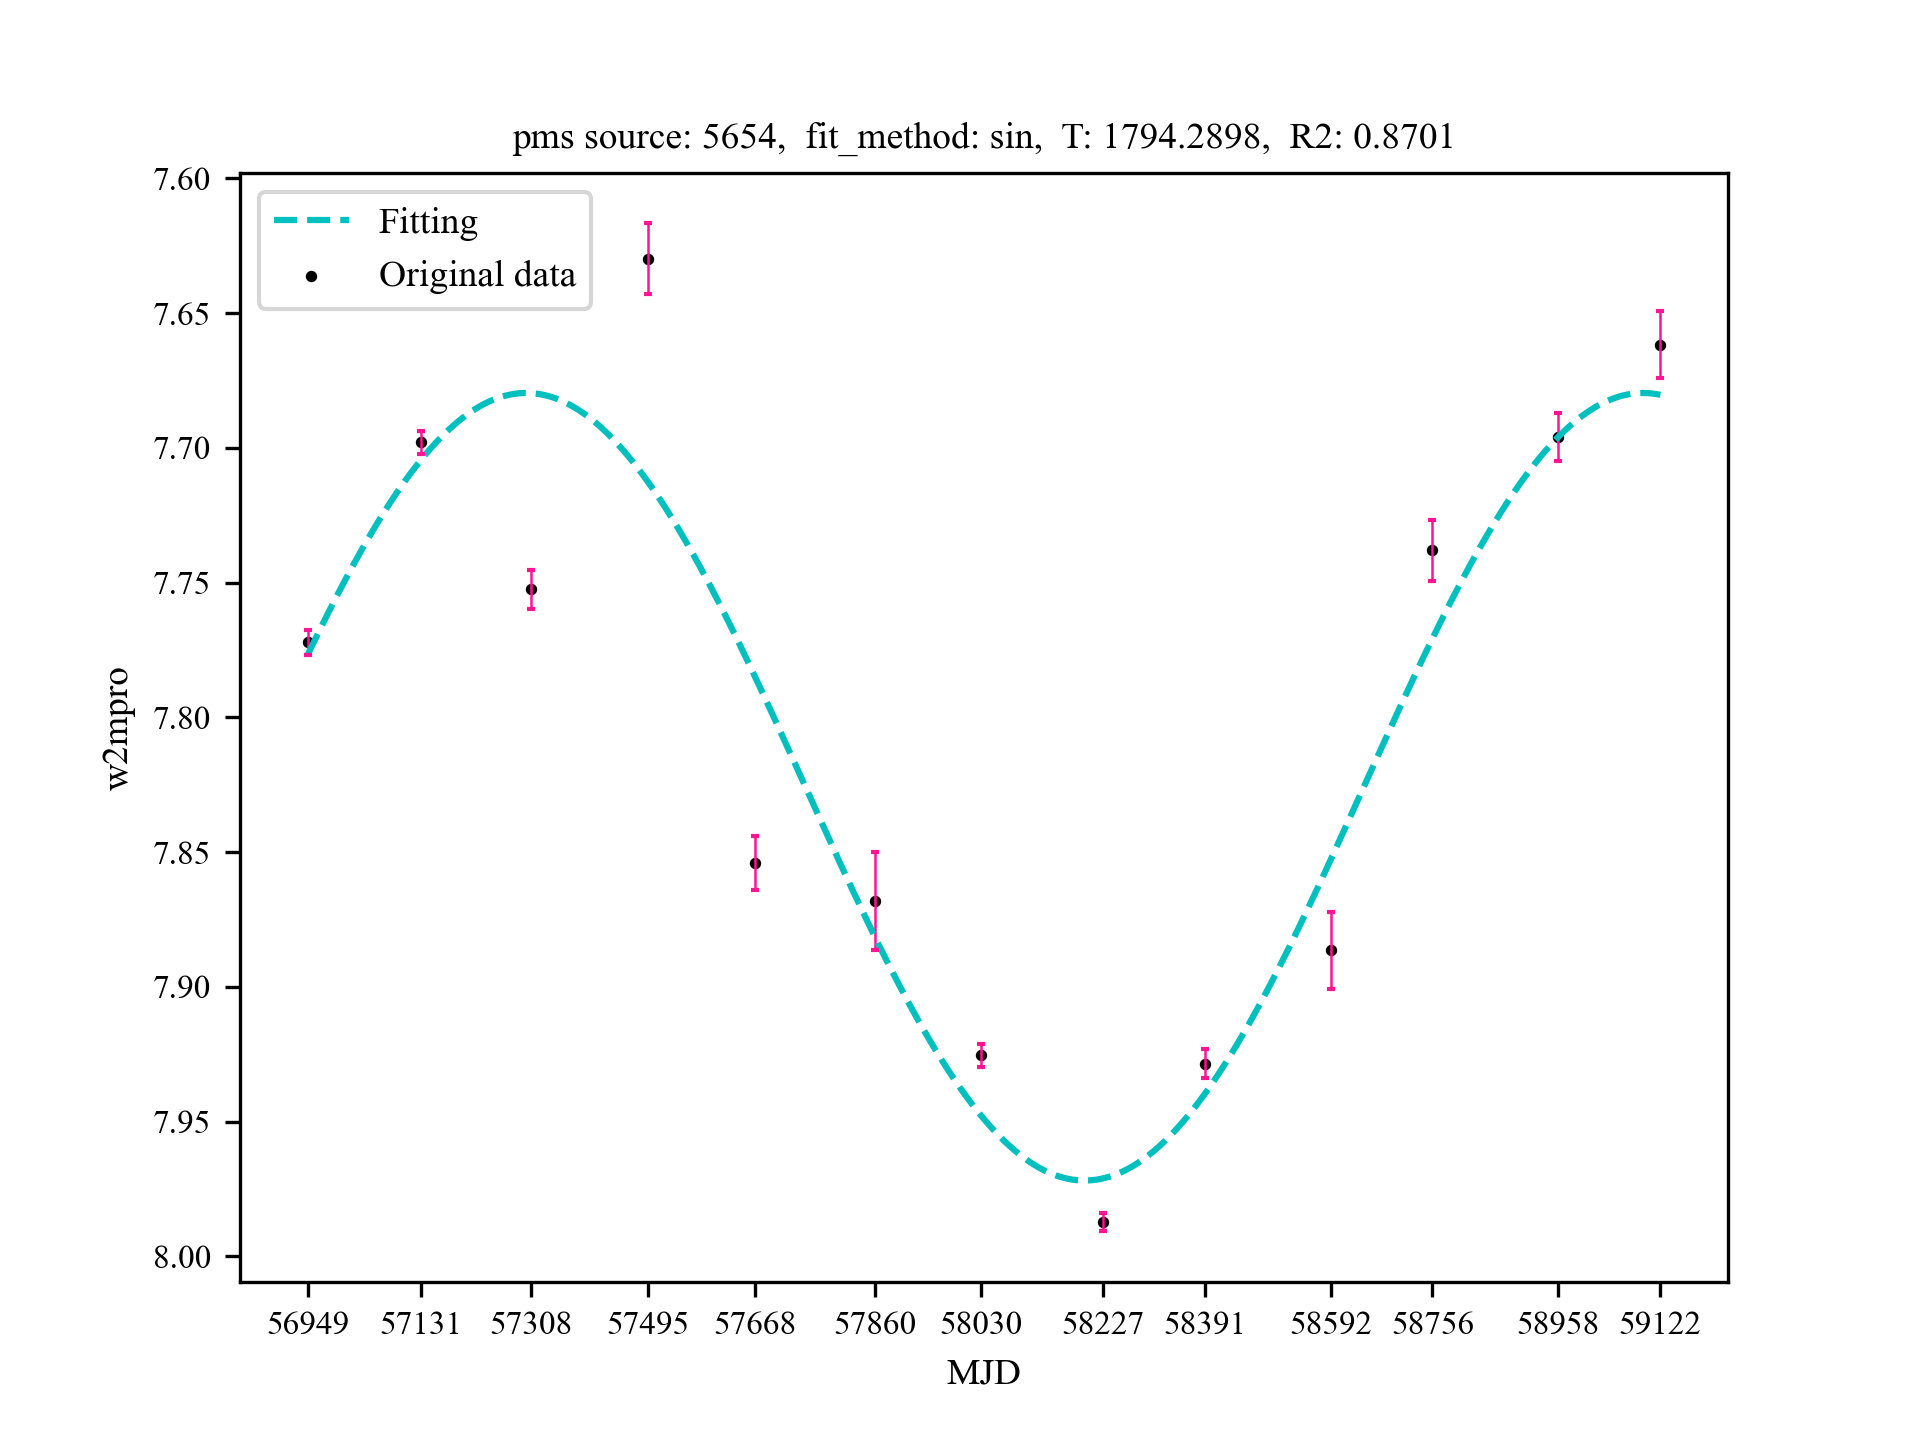 pms source: 5654, fit_method: sin, T: 1794.2898, R2: 0.8701
Fitting
Original data
7.60
7.65
7.70
7.75
7.80
7.85
7.90
7.95
8.00
w2mpro
56949 57131 57308 57495 57668 57860 58030 58227 58391 58592 58756 58958 59122
MJD